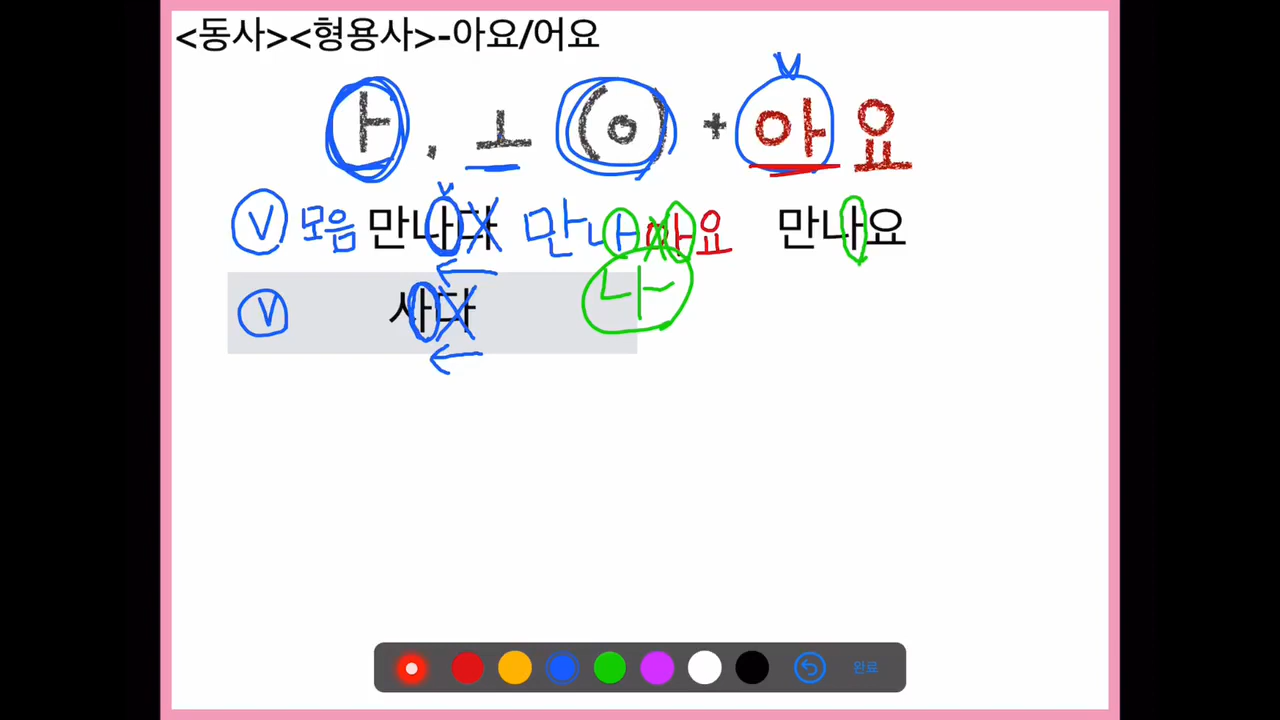 <동사><형용사>-아요/어요
ㅏ . ㅗ (ㅇ) + 아 요
V 모음 만나다 만나 아요 만나요
나~
V 사다
완료